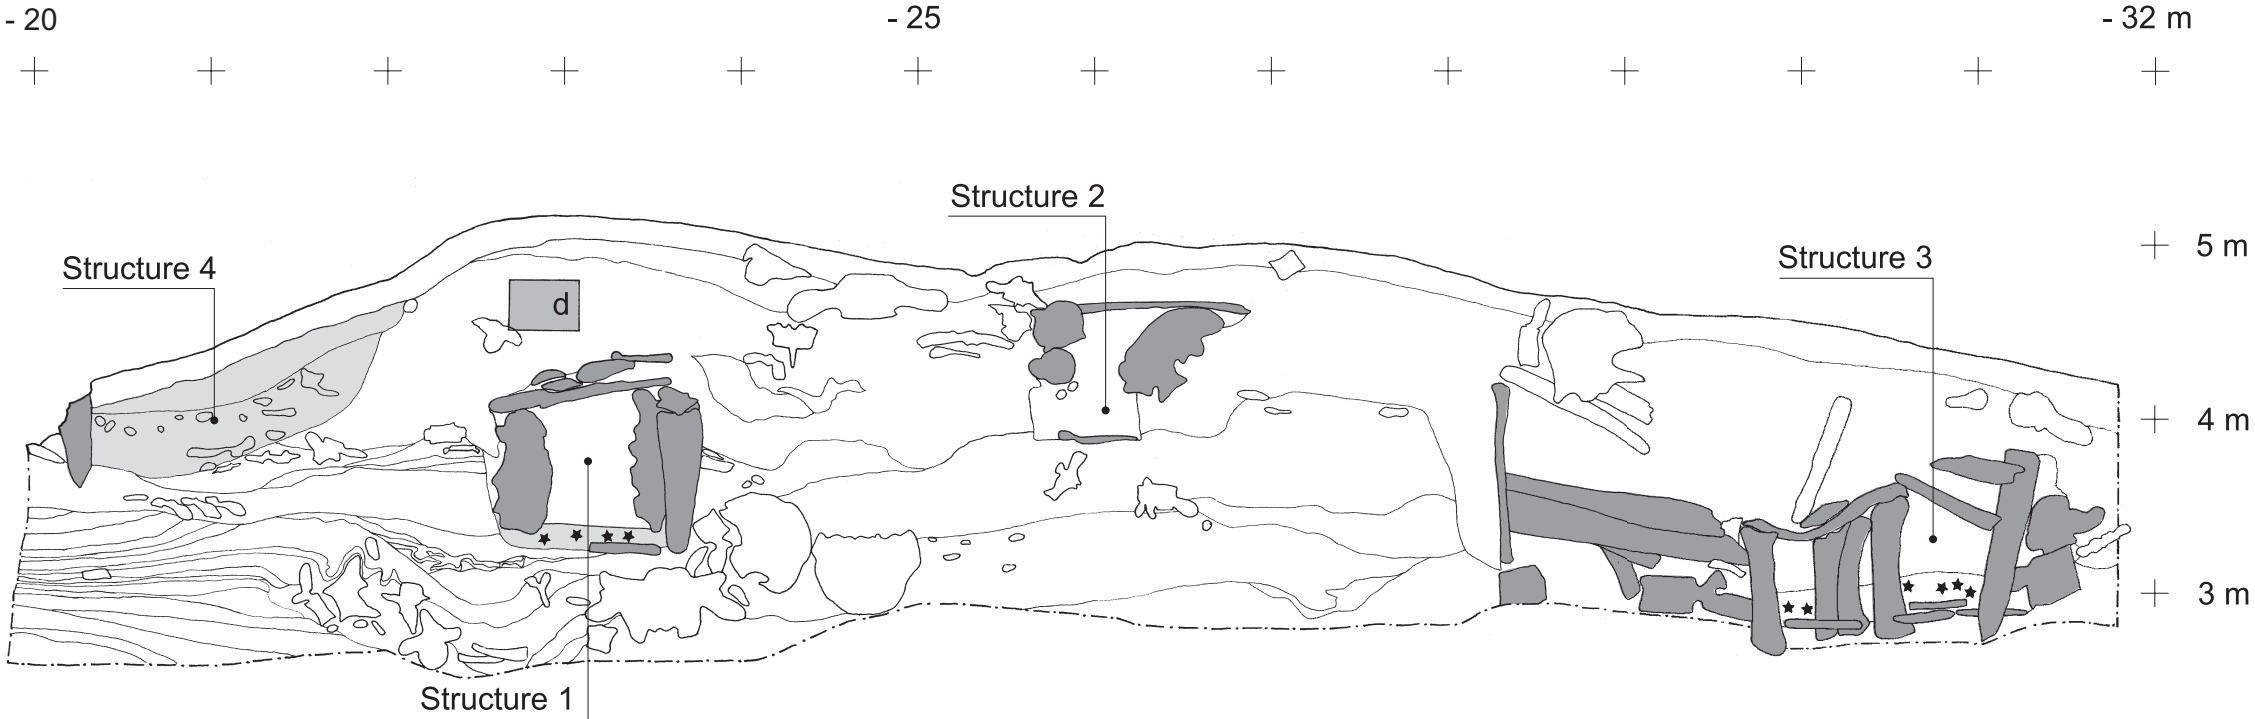 - 20
- 25
- 32 m
Structure 2
5 m
Structure 3
Structure 4
d
4 m
3 m
Structure 1